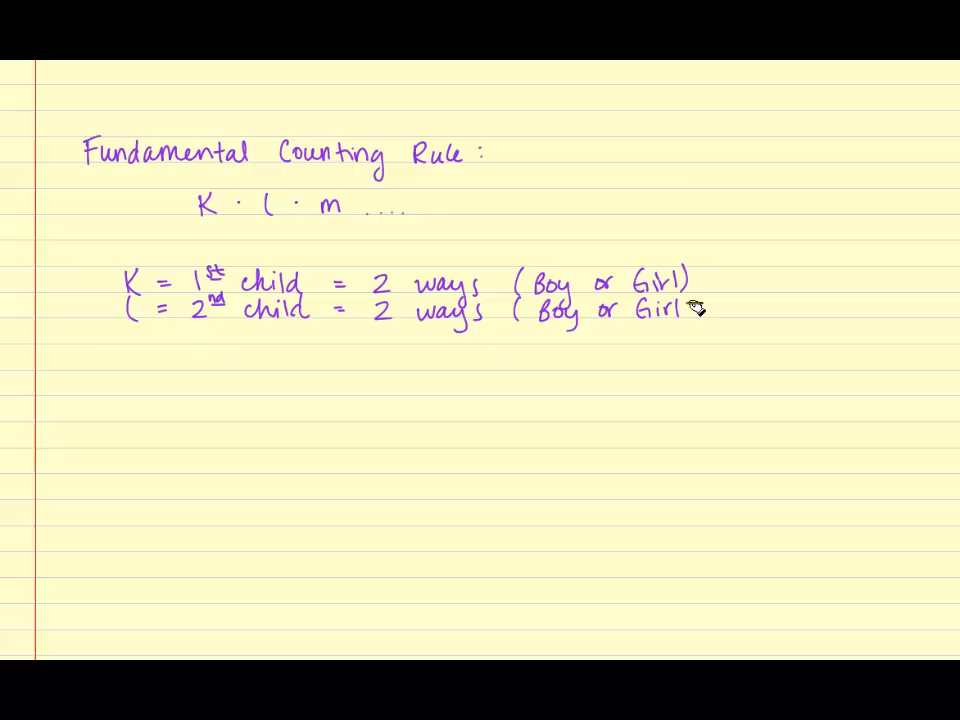 Fundamental Counting Rule :
K · l · m ....
K = 1st child = 2 ways ( Boy or Girl)
l = 2nd child = 2 ways ( Boy or Girl